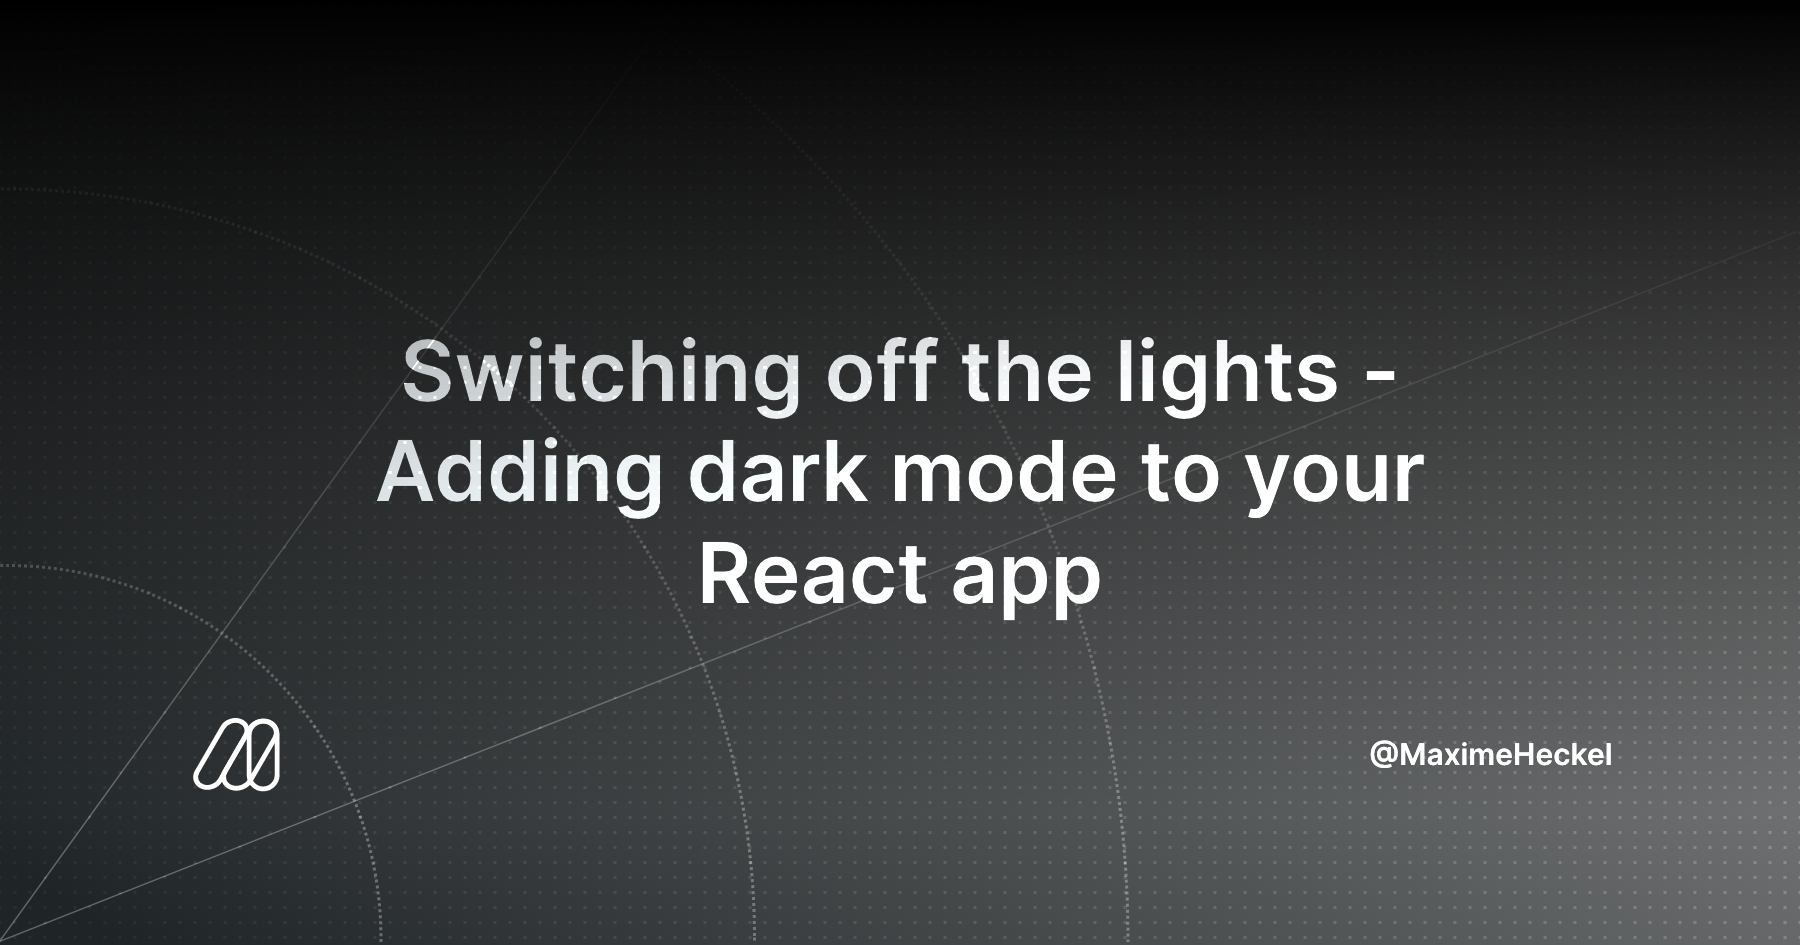 Switching off the lights -
Adding dark mode to your
React app
@MaximeHeckel